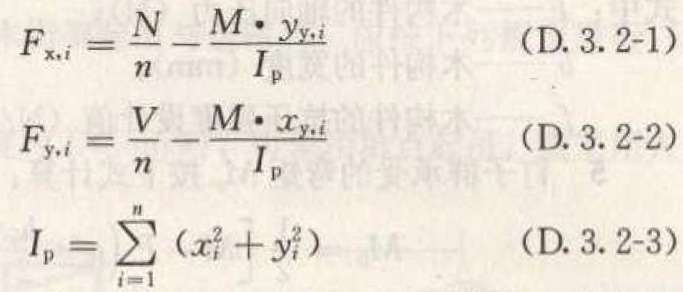 F_{x,i} = \frac{N}{n} - \frac{M \cdot y_{y,i}}{I_p} (D.3.2-1)
F_{y,i} = \frac{V}{n} - \frac{M \cdot x_{y,i}}{I_p} (D.3.2-2)
I_p = \sum_{i=1}^{n} (x_i^2 + y_i^2) (D.3.2-3)